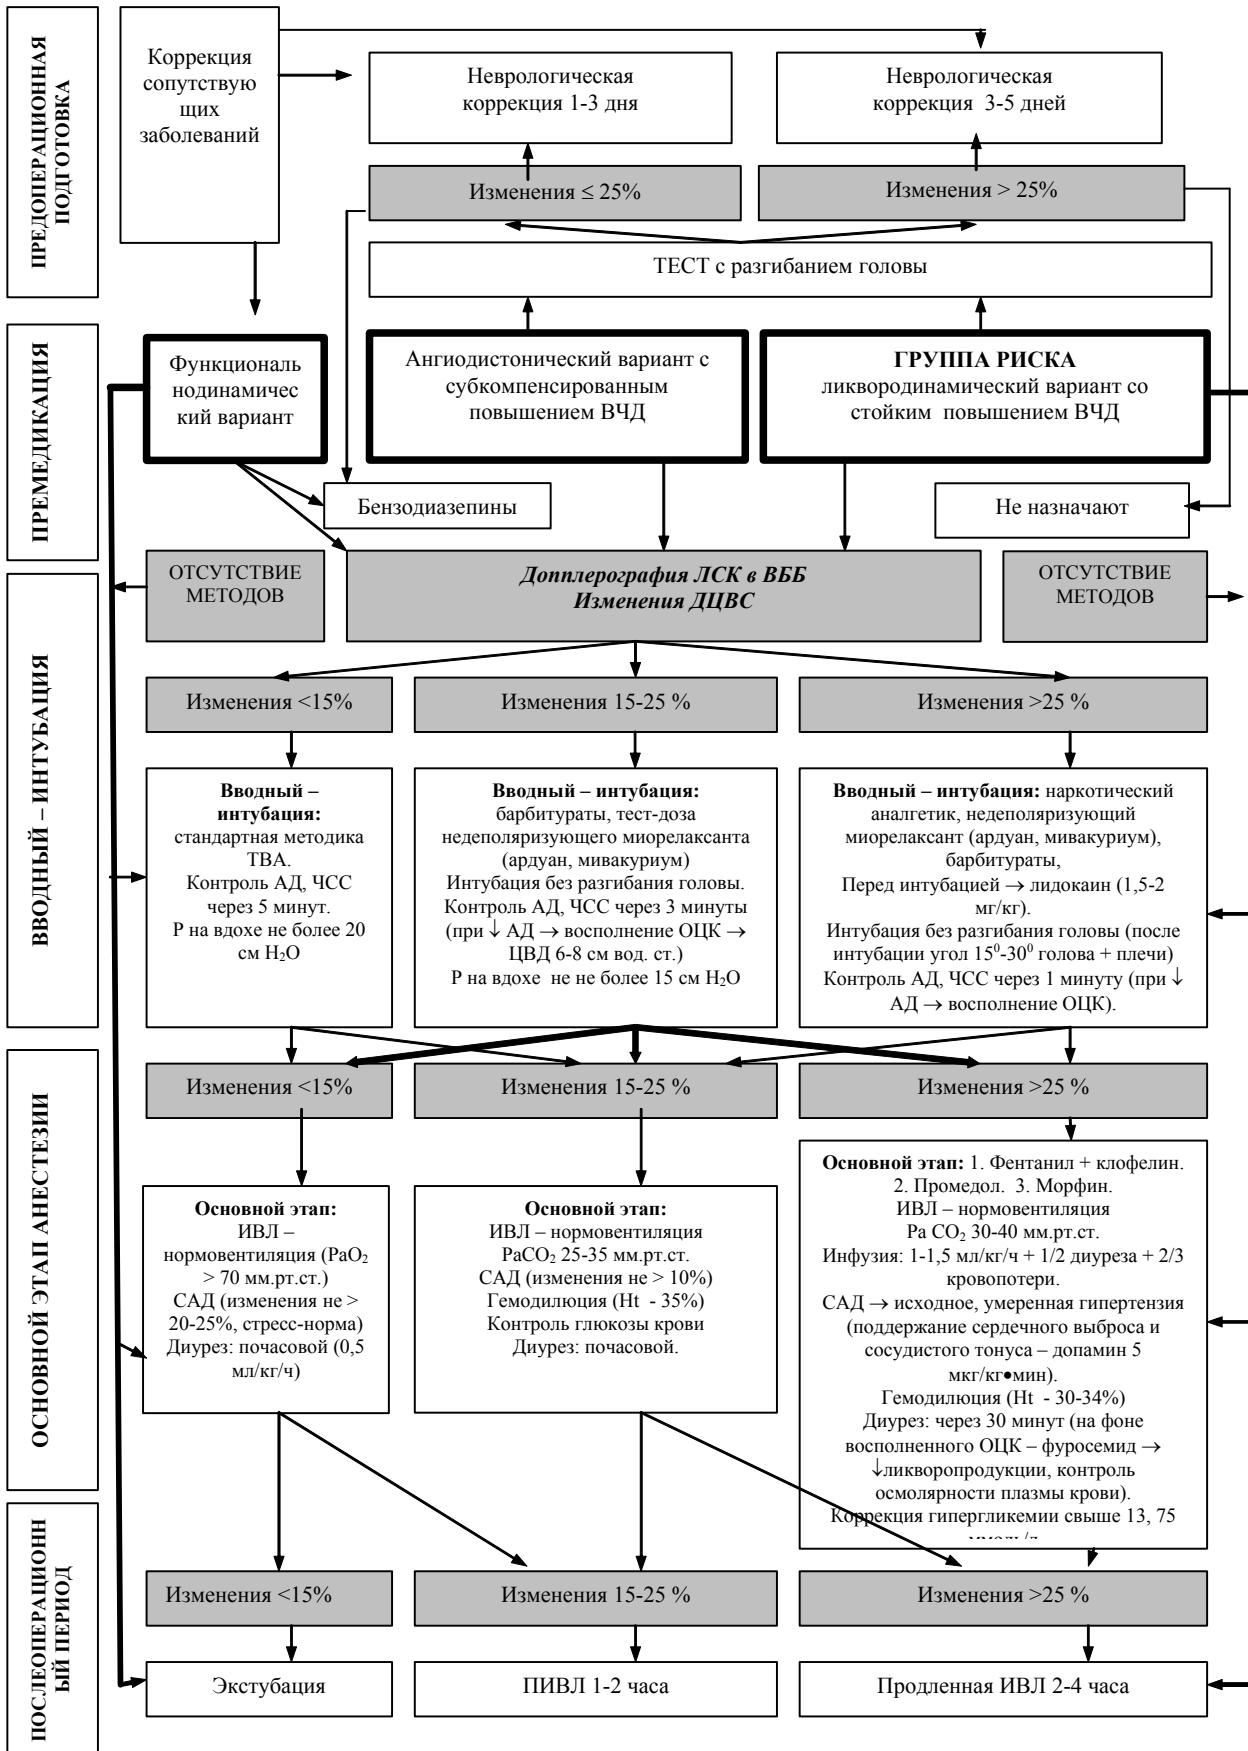 ПРЕДОПЕРАЦИОННАЯ
ПОДГОТОВКА
Коррекция
сопутствую
щих
заболеваний
Неврологическая
коррекция 1-3 дня
Неврологическая
коррекция 3-5 дней
Изменения ≤ 25%
Изменения > 25%
ТЕСТ с разгибанием головы
ПРЕМЕДИКАЦИЯ
Функциональ
нодинамичес
кий вариант
Ангиодистонический вариант с
субкомпенсированным
повышением ВЧД
ГРУППА РИСКА
ликвородинамический вариант со
стойким повышением ВЧД
Бензодиазепины
Не назначают
ВВОДНЫЙ – ИНТУБАЦИЯ
ОТСУТСТВИЕ
МЕТОДОВ
Допплерография ЛСК в ВББ
Изменения ДЦВС
ОТСУТСТВИЕ
МЕТОДОВ
Изменения <15%
Изменения 15-25 %
Изменения >25 %
Вводный –
интубация:
стандартная методика
ТВА.
Контроль АД, ЧСС
через 5 минут.
Р на вдохе не более 20
см H₂O
Вводный – интубация:
барбитураты, тест-доза
недеполяризующего миорелаксанта
(ардуан, мивакуриум)
Интубация без разгибания головы.
Контроль АД, ЧСС через 3 минуты
(при ↓ АД → восполнение ОЦК →
ЦВД 6-8 см вод. ст.)
Р на вдохе не не более 15 см H₂O
Вводный – интубация: наркотический
аналгетик, недеполяризующий
миорелаксант (ардуан, мивакуриум),
барбитураты,
Перед интубацией → лидокаин (1,5-2
мг/кг).
Интубация без разгибания головы (после
интубации угол 15⁰-30⁰ голова + плечи)
Контроль АД, ЧСС через 1 минуту (при ↓
АД → восполнение ОЦК).
ОСНОВНОЙ ЭТАП АНЕСТЕЗИИ
Изменения <15%
Изменения 15-25 %
Изменения >25 %
Основной этап:
ИВЛ –
нормовентиляция (PaO₂
> 70 мм.рт.ст.)
САД (изменения не >
20-25%, стресс-норма)
Диурез: почасовой (0,5
мл/кг/ч)
Основной этап:
ИВЛ – нормовентиляция
PaCO₂ 25-35 мм.рт.ст.
САД (изменения не > 10%)
Гемодилюция (Ht - 35%)
Контроль глюкозы крови
Диурез: почасовой.
Основной этап: 1. Фентанил + клофелин.
2. Промедол. 3. Морфин.
ИВЛ – нормовентиляция
Pa CO₂ 30-40 мм.рт.ст.
Инфузия: 1-1,5 мл/кг/ч + 1/2 диуреза + 2/3
кровопотери.
САД → исходное, умеренная гипертензия
(поддержание сердечного выброса и
сосудистого тонуса – допамин 5
мкг/кг•мин).
Гемодилюция (Ht - 30-34%)
Диурез: через 30 минут (на фоне
восполненного ОЦК – фуросемид →
↓ликворопродукции, контроль
осмолярности плазмы крови).
Коррекция гипергликемии свыше 13, 75
ПОСЛЕОПЕРАЦИОНН
ЫЙ ПЕРИОД
Изменения <15%
Изменения 15-25 %
Изменения >25 %
Экстубация
ПИВЛ 1-2 часа
Продленная ИВЛ 2-4 часа